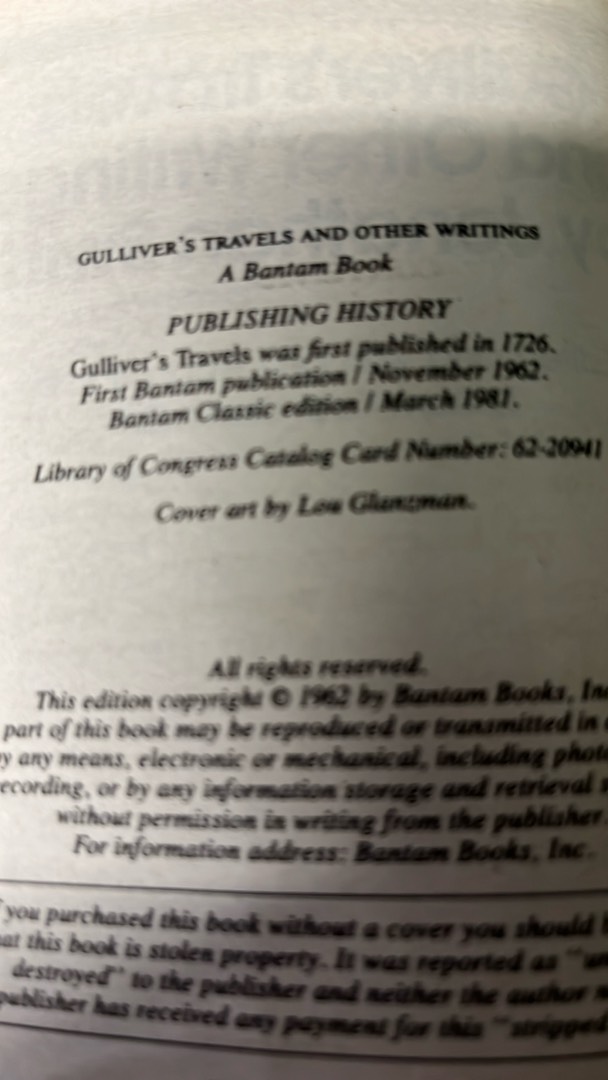 GULLIVER'S TRAVELS AND OTHER WRITINGS
A Bantam Book
PUBLISHING HISTORY
Gulliver's Travels was first published in 1726.
First Bantam publication / November 1962.
Bantam Classic edition / March 1981.
Library of Congress Catalog Card Number: 62-20941
Cover art by Lou Glanzman.
All rights reserved.
This edition copyright © 1962 by Bantam Books, Inc
part of this book may be reproduced or transmitted in
y any means, electronic or mechanical, including photo
ecording, or by any information storage and retrieval s
without permission in writing from the publisher.
For information address: Bantam Books, Inc.
you purchased this book without a cover you should
at this book is stolen property. It was reported as "un
destroyed" to the publisher and neither the author n
publisher has received any payment for this "stripped